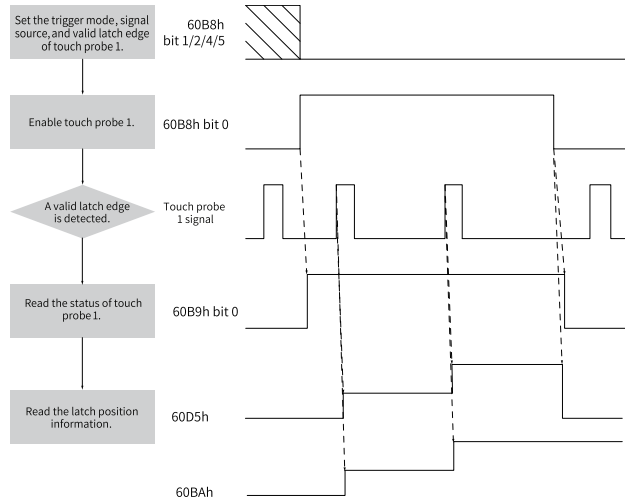 Set the trigger mode, signal
source, and valid latch edge
of touch probe 1.
60B8h
bit 1/2/4/5
Enable touch probe 1.
60B8h bit 0
A valid latch edge
is detected.
Touch probe
1 signal
Read the status of touch
probe 1.
60B9h bit 0
Read the latch position
information.
60D5h
60BAh